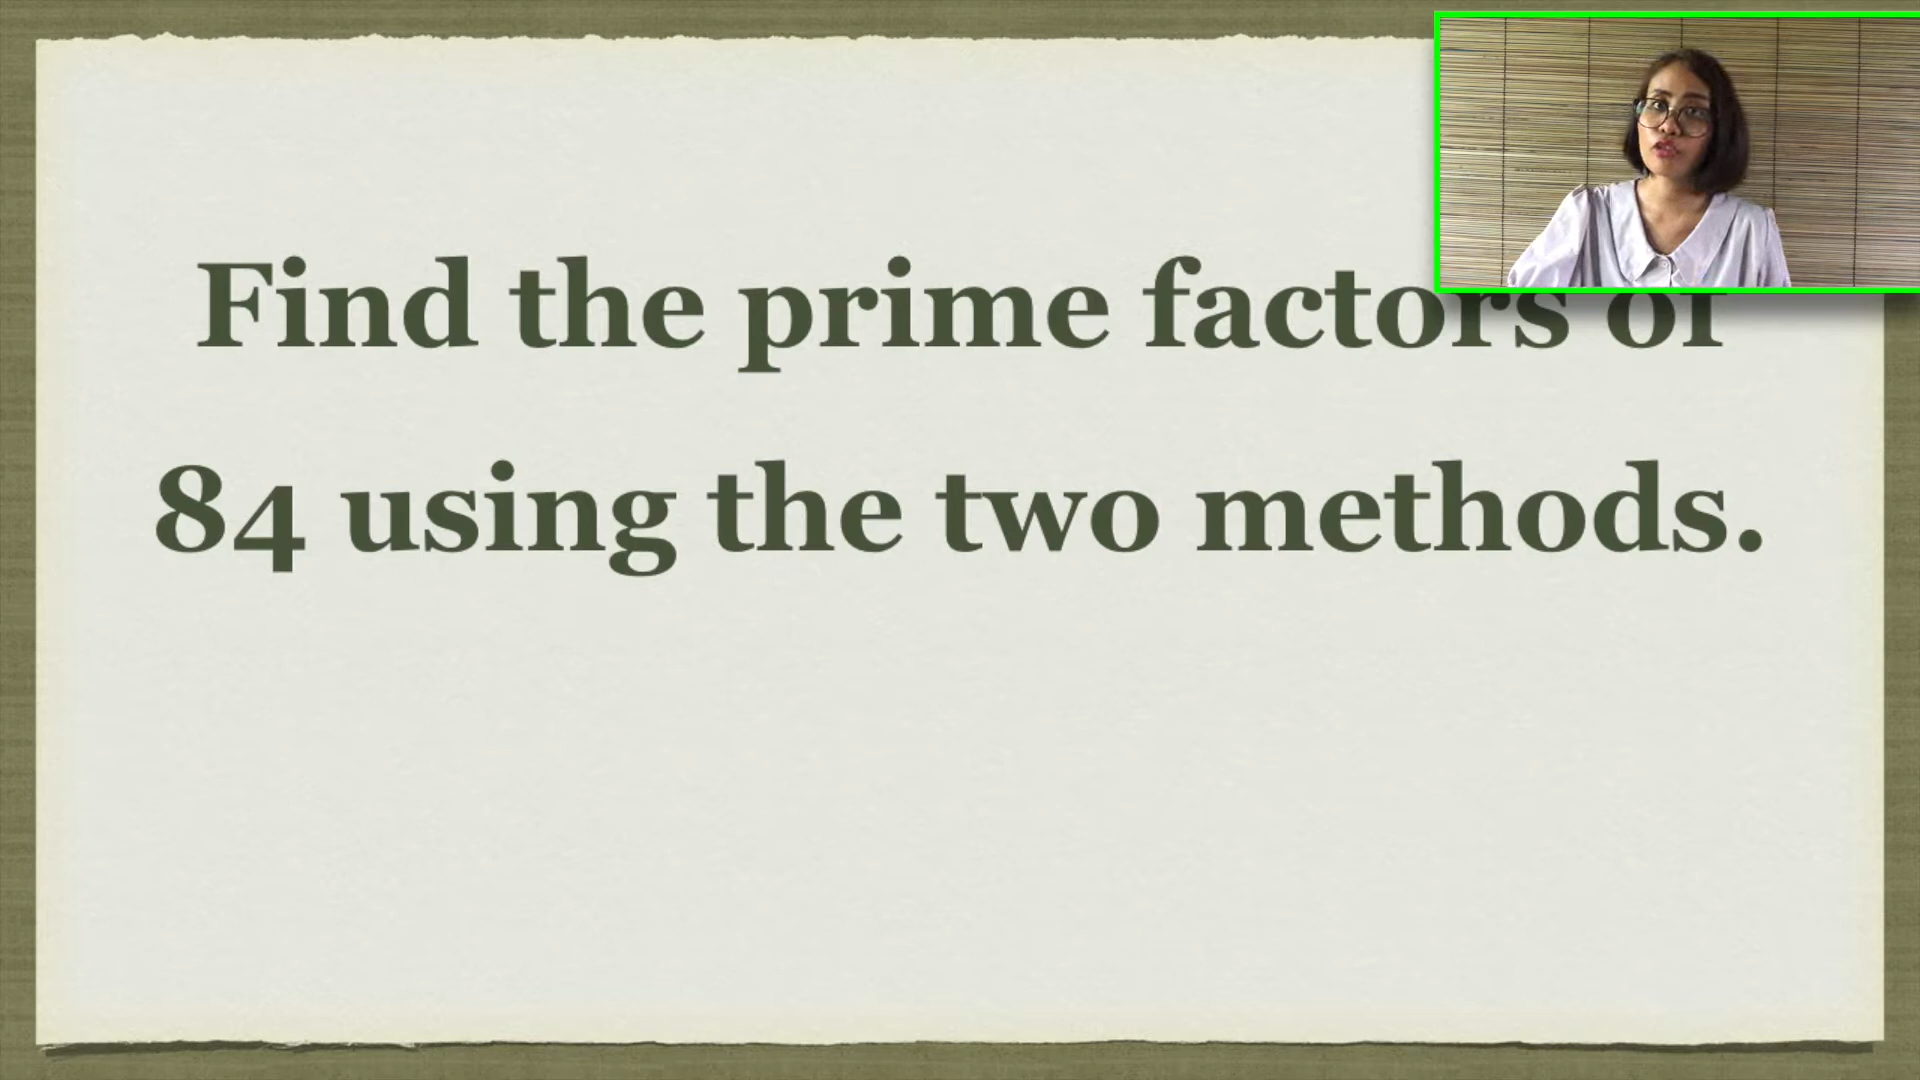 Find the prime factors of
84 using the two methods.